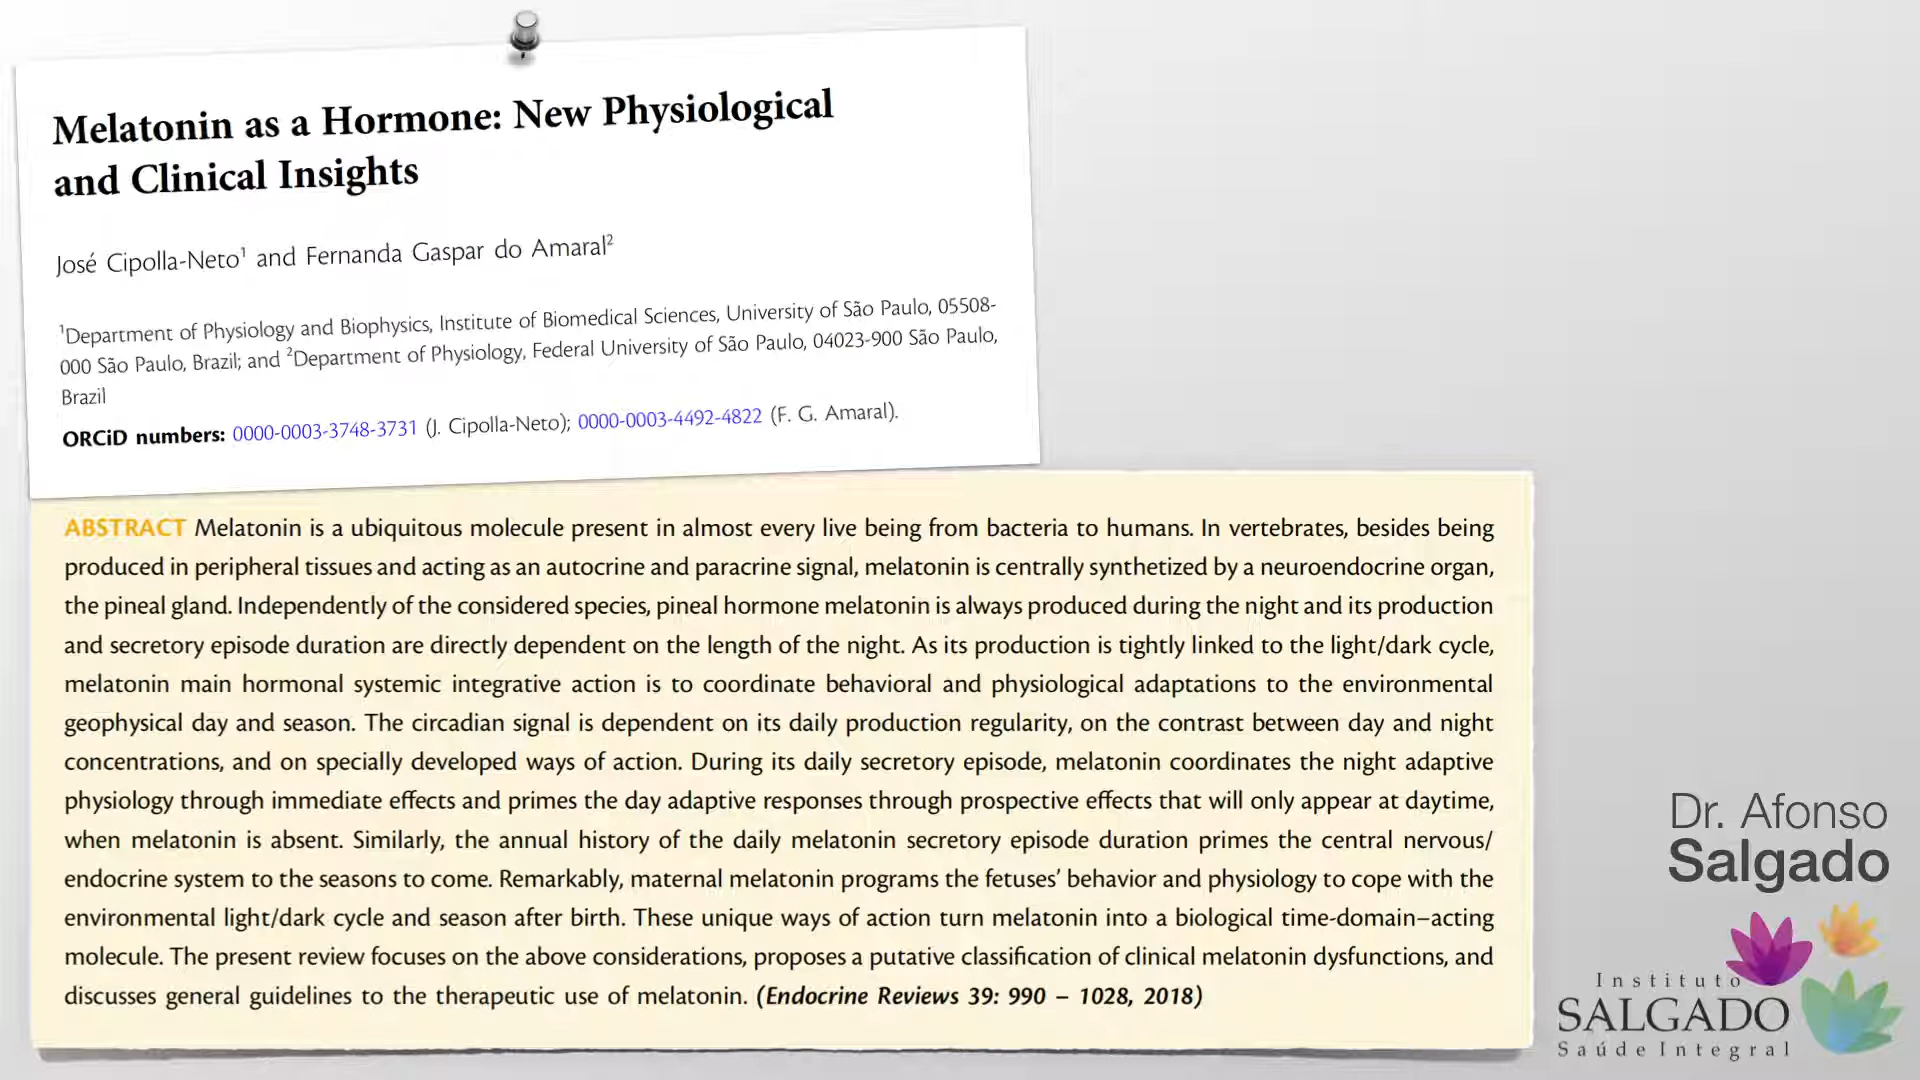 Melatonin as a Hormone: New Physiological
and Clinical Insights
José Cipolla-Neto¹ and Fernanda Gaspar do Amaral²
¹Department of Physiology and Biophysics, Institute of Biomedical Sciences, University of São Paulo, 05508-
000 São Paulo, Brazil; and ²Department of Physiology, Federal University of São Paulo, 04023-900 São Paulo,
Brazil
ORCiD numbers: 0000-0003-3748-3731 (J. Cipolla-Neto); 0000-0003-4492-4822 (F. G. Amaral).
ABSTRACT Melatonin is a ubiquitous molecule present in almost every live being from bacteria to humans. In vertebrates, besides being
produced in peripheral tissues and acting as an autocrine and paracrine signal, melatonin is centrally synthetized by a neuroendocrine organ,
the pineal gland. Independently of the considered species, pineal hormone melatonin is always produced during the night and its production
and secretory episode duration are directly dependent on the length of the night. As its production is tightly linked to the light/dark cycle,
melatonin main hormonal systemic integrative action is to coordinate behavioral and physiological adaptations to the environmental
geophysical day and season. The circadian signal is dependent on its daily production regularity, on the contrast between day and night
concentrations, and on specially developed ways of action. During its daily secretory episode, melatonin coordinates the night adaptive
physiology through immediate effects and primes the day adaptive responses through prospective effects that will only appear at daytime,
when melatonin is absent. Similarly, the annual history of the daily melatonin secretory episode duration primes the central nervous/
endocrine system to the seasons to come. Remarkably, maternal melatonin programs the fetuses' behavior and physiology to cope with the
environmental light/dark cycle and season after birth. These unique ways of action turn melatonin into a biological time-domain–acting
molecule. The present review focuses on the above considerations, proposes a putative classification of clinical melatonin dysfunctions, and
discusses general guidelines to the therapeutic use of melatonin. (Endocrine Reviews 39: 990 – 1028, 2018)
Dr. Afonso
Salgado
Instituto
SALGADO
Saúde Integral